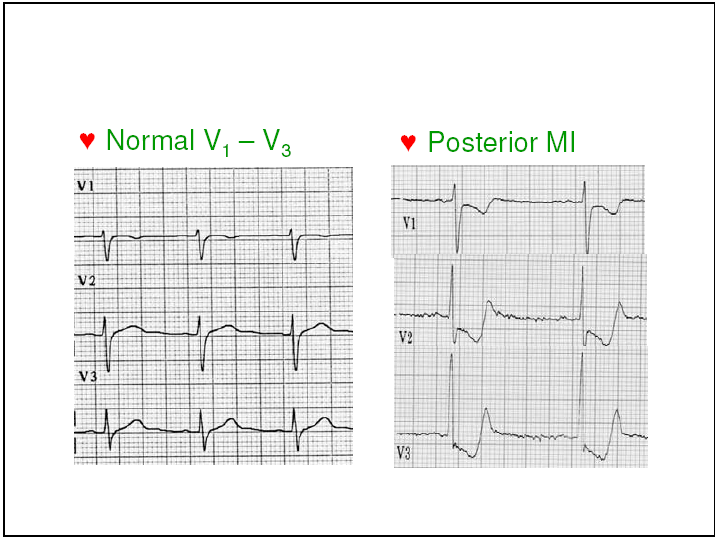 ♥ Normal V₁ – V₃
V1
V2
V3
♥ Posterior MI
V1
V2
V3